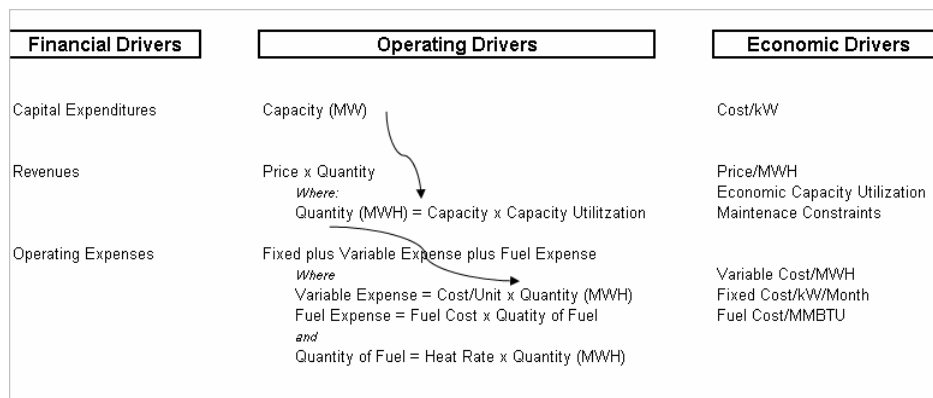 Financial Drivers Operating Drivers Economic Drivers
Capital Expenditures Capacity (MW) Cost/kW
Revenues Price x Quantity Price/MWH
Where: Economic Capacity Utilization
Quantity (MWH) = Capacity x Capacity Utilitzation Maintenace Constraints
Operating Expenses Fixed plus Variable Expense plus Fuel Expense
Where Variable Cost/MWH
Variable Expense = Cost/Unit x Quantity (MWH) Fixed Cost/kW/Month
Fuel Expense = Fuel Cost x Quatity of Fuel Fuel Cost/MMBTU
and
Quantity of Fuel = Heat Rate x Quantity (MWH)